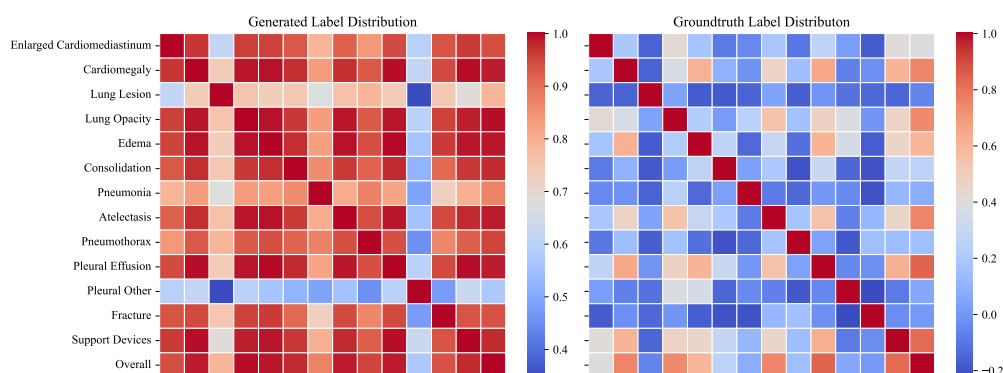 Generated Label Distribution
Groundtruth Label Distributon
Enlarged Cardiomediastinum
Cardiomegaly
Lung Lesion
Lung Opacity
Edema
Consolidation
Pneumonia
Atelectasis
Pneumothorax
Pleural Effusion
Pleural Other
Fracture
Support Devices
Overall
1.0
0.9
0.8
0.7
0.6
0.5
0.4
1.0
0.8
0.6
0.4
0.2
0.0
−0.2